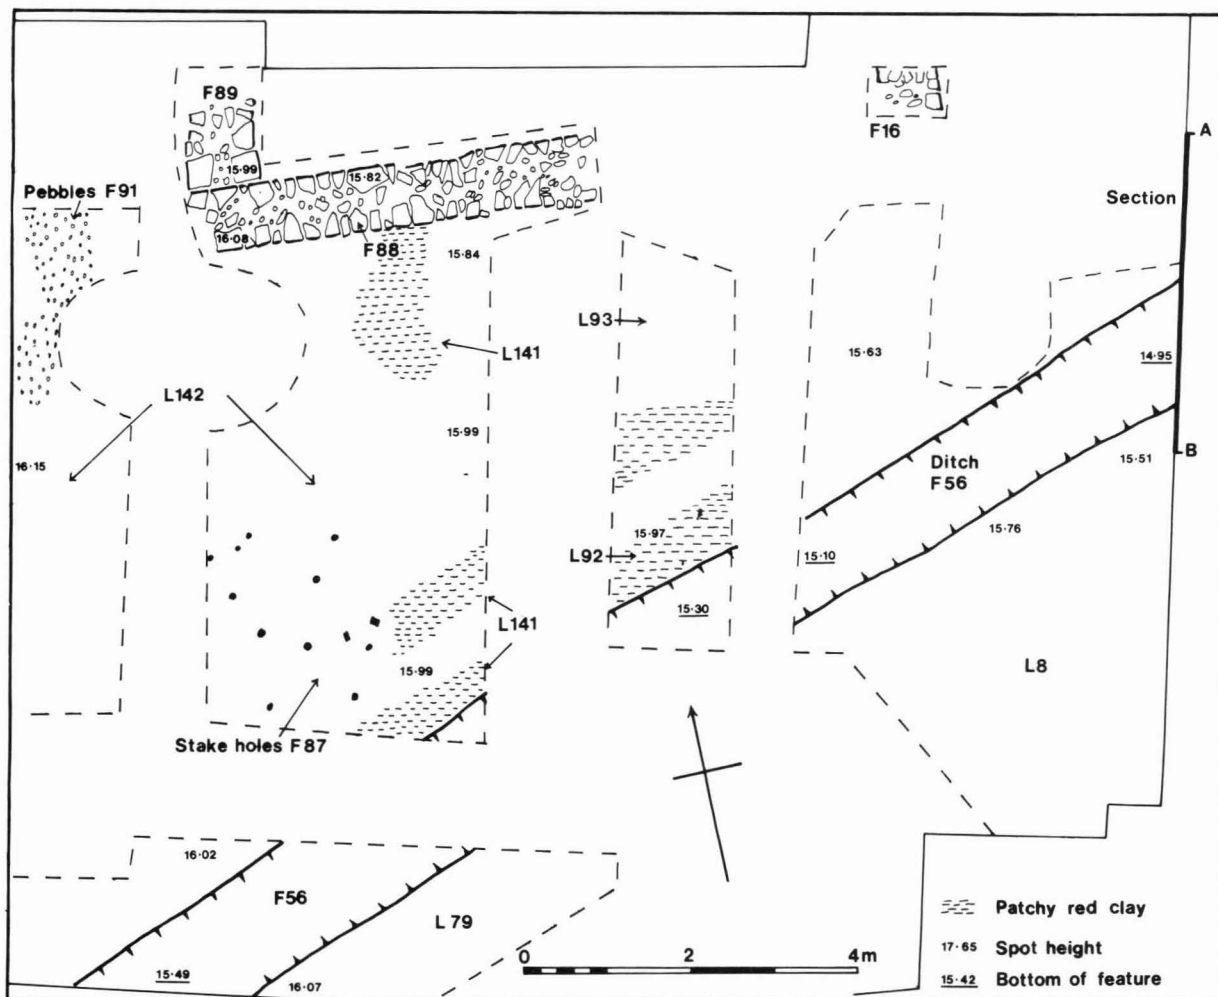 F89
F16
A
15·99
15·82
Pebbles F91
Section
16·08
F88
15·84
L93
L141
15·63
14·95
L142
15·99
B
16·15
Ditch
F56
15·51
15·76
15·97
L92
15·10
15·30
L141
15·99
L8
Stake holes F87
16·02
F56
L79
15·49
16·07
0 2 4m
Patchy red clay
17·65 Spot height
15·42 Bottom of feature